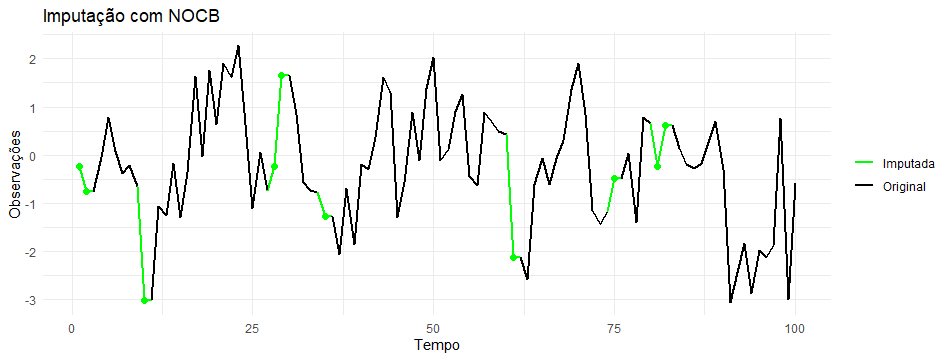 Imputação com NOCB
Observações
2
1
0
-1
-2
-3
0 25 50 75 100
Tempo
Imputada
Original